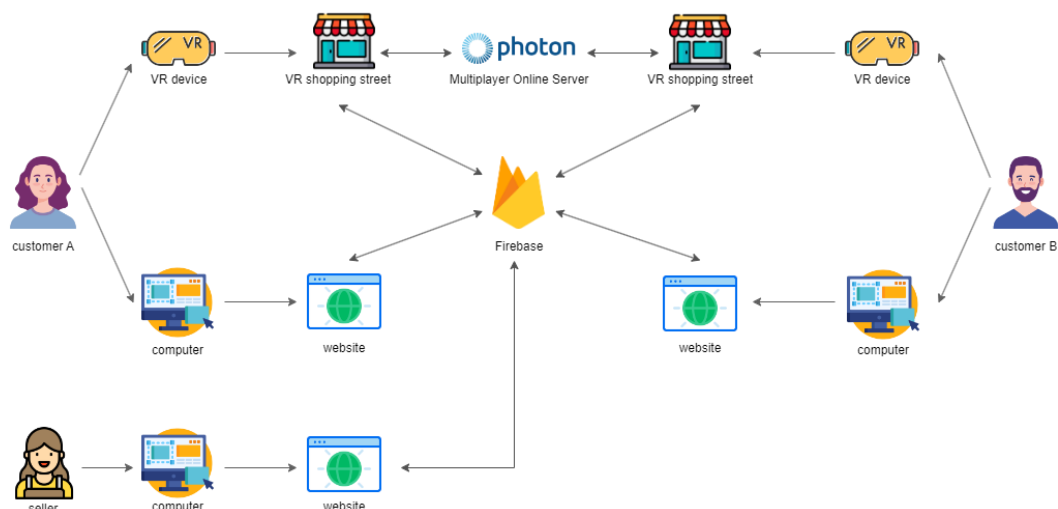 VR
photon
VR
VR device
VR shopping street
Multiplayer Online Server
VR shopping street
VR device
customer A
Firebase
customer B
computer
website
website
computer
seller
computer
website